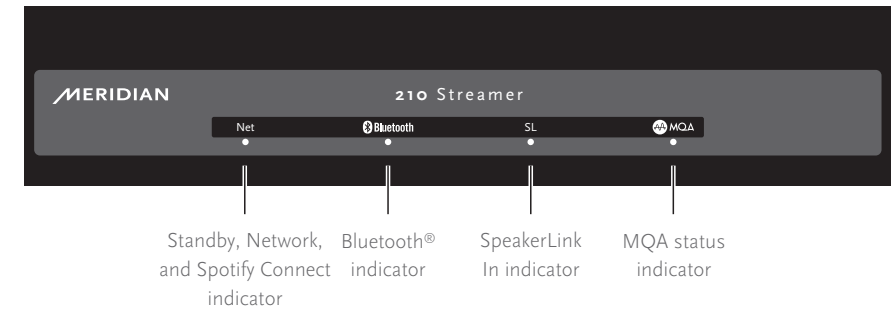 MERIDIAN 210 Streamer
Net Bluetooth SL MQA
Standby, Network, Bluetooth® SpeakerLink MQA status
and Spotify Connect indicator In indicator indicator
indicator